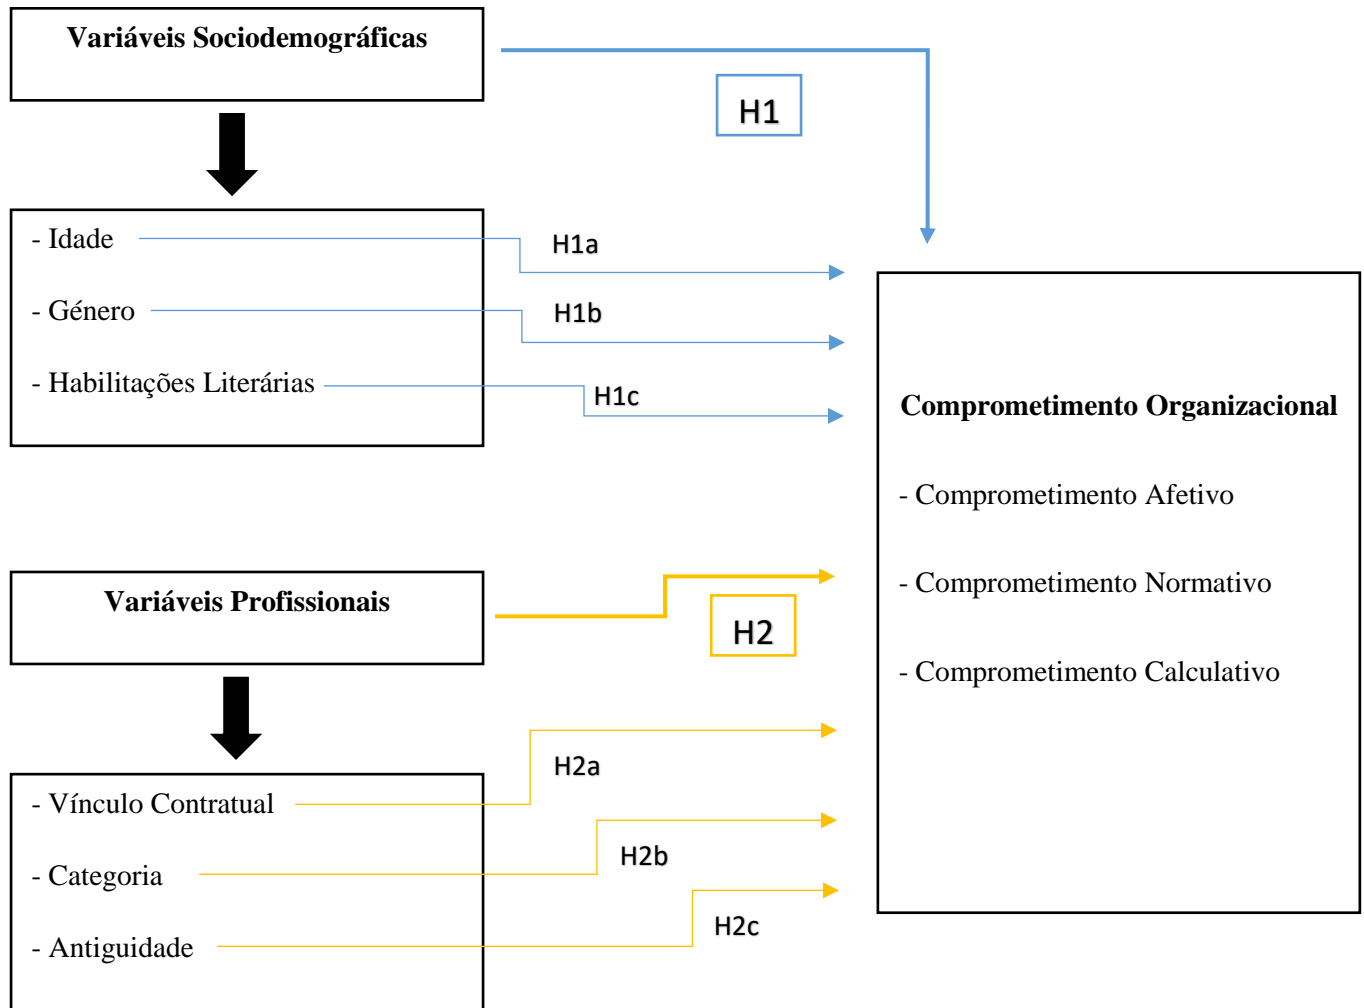 Variáveis Sociodemográficas
H1
- Idade
H1a
- Género
H1b
- Habilitações Literárias
H1c
Comprometimento Organizacional
- Comprometimento Afetivo
- Comprometimento Normativo
- Comprometimento Calculativo
Variáveis Profissionais
H2
- Vínculo Contratual
H2a
- Categoria
H2b
- Antiguidade
H2c